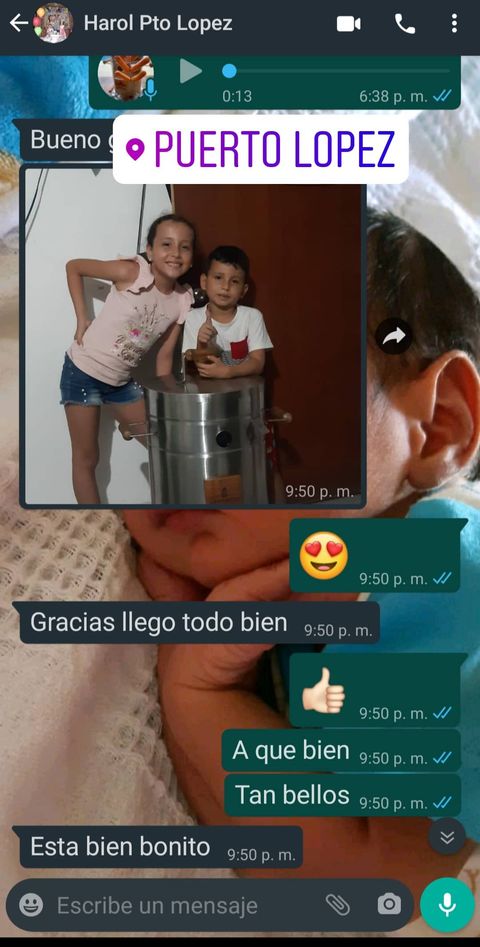 Harol Pto Lopez
0:13
6:38 p. m.
Bueno
PUERTO LOPEZ
9:50 p. m.
9:50 p. m.
Gracias llego todo bien 9:50 p. m.
9:50 p. m.
A que bien 9:50 p. m.
Tan bellos 9:50 p. m.
Esta bien bonito 9:50 p. m.
Escribe un mensaje